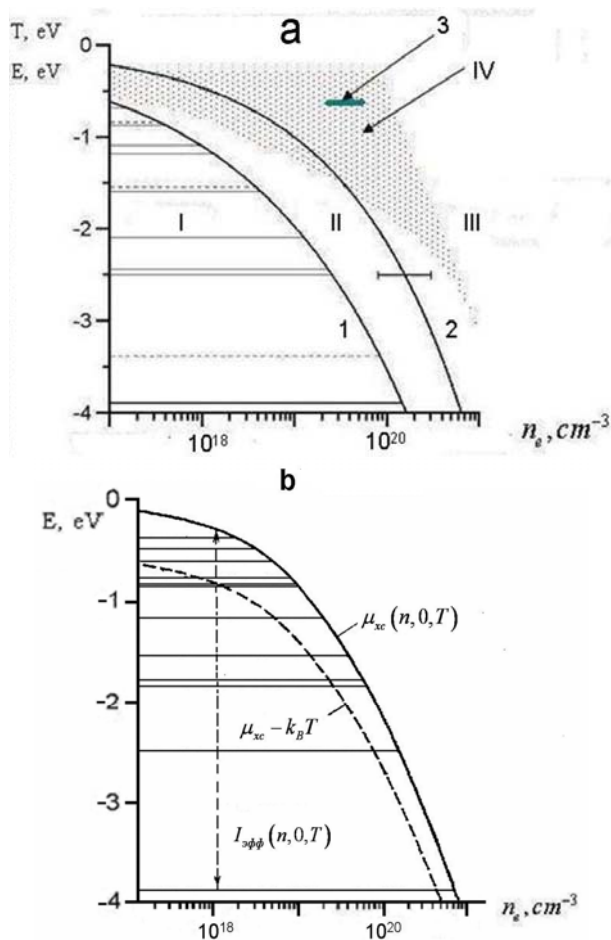 a
T, eV
E, eV
0
-1
-2
-3
-4
3
IV
I
II
III
1
2
10^18
10^20
n_e, cm^-3
b
E, eV
0
-1
-2
-3
-4
μ_xc (n,0,T)
μ_xc − k_B T
I_эфф (n,0,T)
10^18
10^20
n_e, cm^-3